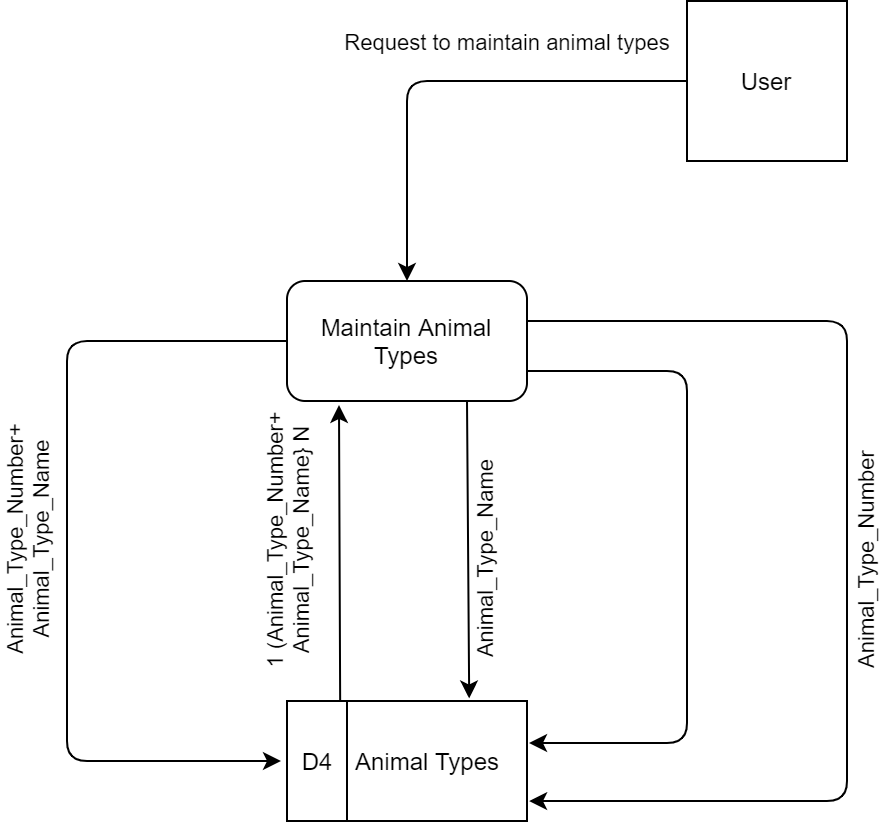 Request to maintain animal types
User
Maintain Animal
Types
Animal_Type_Number+
Animal_Type_Name
1 (Animal_Type_Number+
Animal_Type_Name} N
Animal_Type_Name
Animal_Type_Number
D4
Animal Types